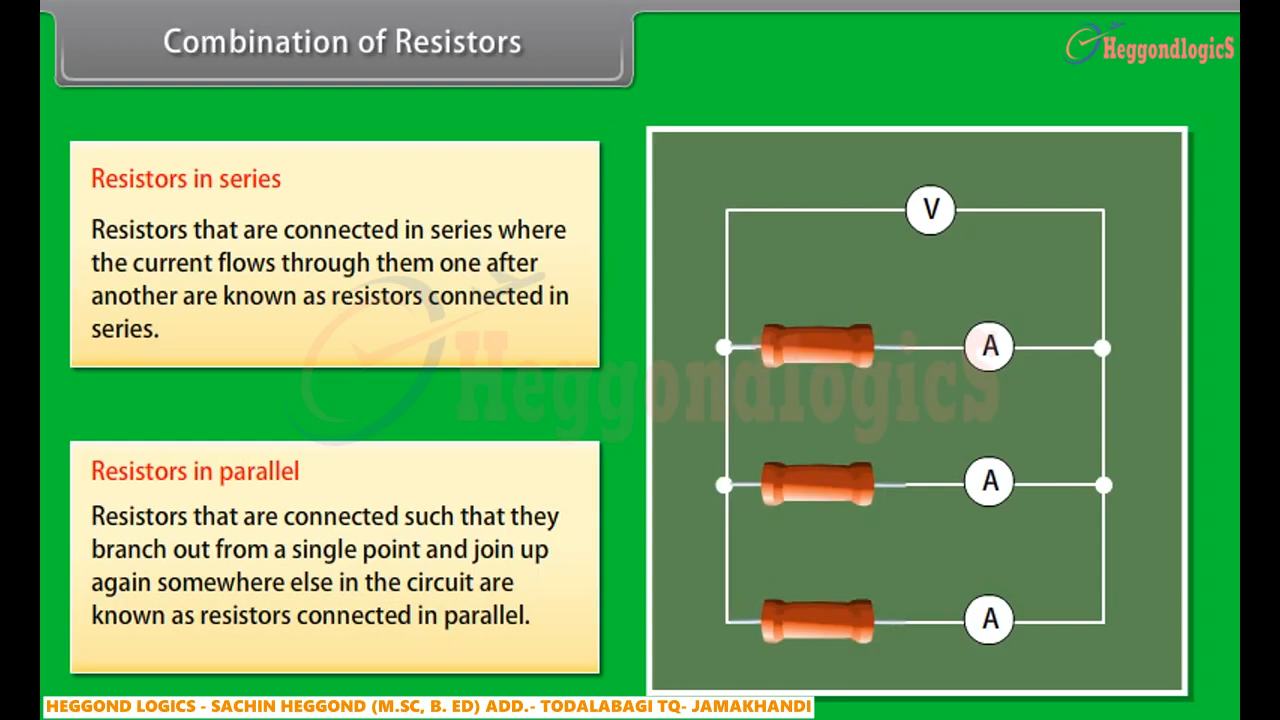 Combination of Resistors
HeggondlogicS
Resistors in series
Resistors that are connected in series where
the current flows through them one after
another are known as resistors connected in
series.
Resistors in parallel
Resistors that are connected such that they
branch out from a single point and join up
again somewhere else in the circuit are
known as resistors connected in parallel.
V
A
A
A
HeggondlogicS
HEGGOND LOGICS - SACHIN HEGGOND (M.SC, B. ED) ADD.- TODALABAGI TQ- JAMAKHANDI